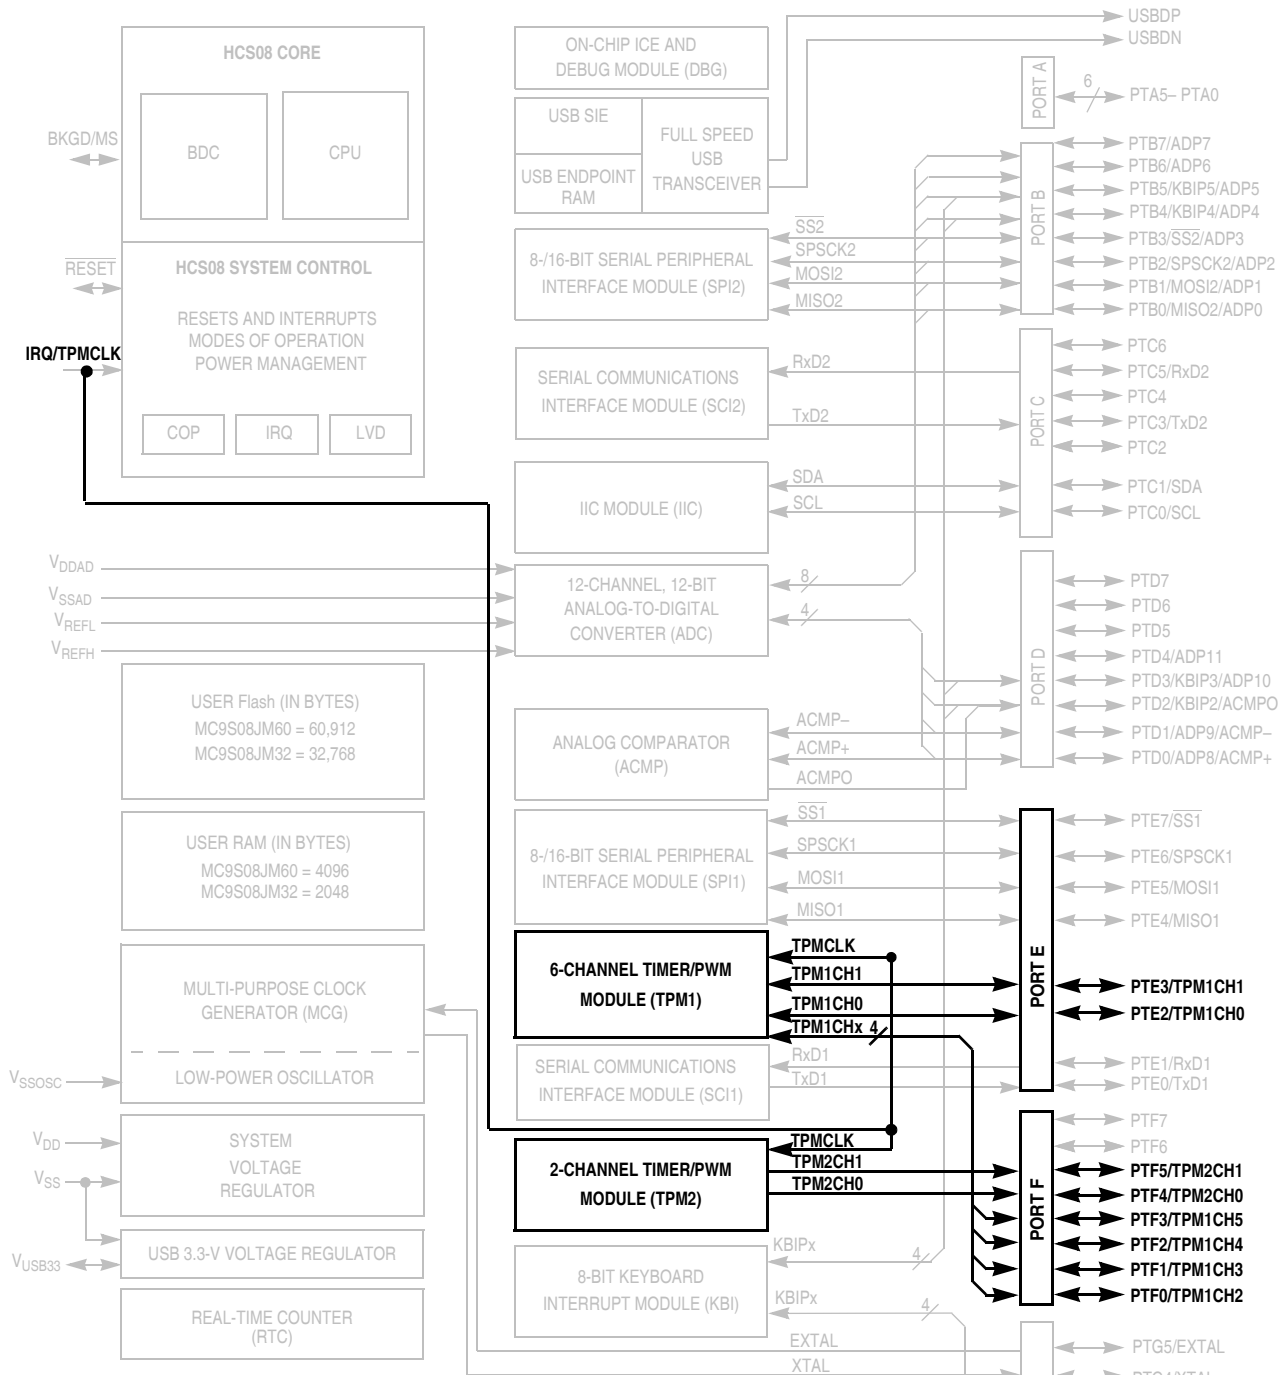 HCS08 CORE
BDC
CPU
BKGD/MS
RESET
HCS08 SYSTEM CONTROL
RESETS AND INTERRUPTS
MODES OF OPERATION
POWER MANAGEMENT
IRQ/TPMCLK
COP
IRQ
LVD
VDDAD
VSSAD
VREFL
VREFH
USER Flash (IN BYTES)
MC9S08JM60 = 60,912
MC9S08JM32 = 32,768
USER RAM (IN BYTES)
MC9S08JM60 = 4096
MC9S08JM32 = 2048
MULTI-PURPOSE CLOCK
GENERATOR (MCG)
LOW-POWER OSCILLATOR
VSSOSC
VDD
VSS
SYSTEM
VOLTAGE
REGULATOR
VUSB33
USB 3.3-V VOLTAGE REGULATOR
REAL-TIME COUNTER
(RTC)
ON-CHIP ICE AND
DEBUG MODULE (DBG)
USB SIE
USB ENDPOINT
RAM
FULL SPEED
USB
TRANSCEIVER
8-/16-BIT SERIAL PERIPHERAL
INTERFACE MODULE (SPI2)
SS2
SPSCK2
MOSI2
MISO2
SERIAL COMMUNICATIONS
INTERFACE MODULE (SCI2)
RxD2
TxD2
IIC MODULE (IIC)
SDA
SCL
12-CHANNEL, 12-BIT
ANALOG-TO-DIGITAL
CONVERTER (ADC)
8
4
ANALOG COMPARATOR
(ACMP)
ACMP–
ACMP+
ACMPO
8-/16-BIT SERIAL PERIPHERAL
INTERFACE MODULE (SPI1)
SS1
SPSCK1
MOSI1
MISO1
6-CHANNEL TIMER/PWM
MODULE (TPM1)
TPMCLK
TPM1CH1
TPM1CH0
TPM1CHx 4
SERIAL COMMUNICATIONS
INTERFACE MODULE (SCI1)
RxD1
TxD1
2-CHANNEL TIMER/PWM
MODULE (TPM2)
TPMCLK
TPM2CH1
TPM2CH0
8-BIT KEYBOARD
INTERRUPT MODULE (KBI)
KBIPx
4
KBIPx
4
EXTAL
XTAL
USBDP
USBDN
PORT A
6
PTA5– PTA0
PORT B
PTB7/ADP7
PTB6/ADP6
PTB5/KBIP5/ADP5
PTB4/KBIP4/ADP4
PTB3/SS2/ADP3
PTB2/SPSCK2/ADP2
PTB1/MOSI2/ADP1
PTB0/MISO2/ADP0
PORT C
PTC6
PTC5/RxD2
PTC4
PTC3/TxD2
PTC2
PTC1/SDA
PTC0/SCL
PORT D
PTD7
PTD6
PTD5
PTD4/ADP11
PTD3/KBIP3/ADP10
PTD2/KBIP2/ACMPO
PTD1/ADP9/ACMP–
PTD0/ADP8/ACMP+
PORT E
PTE7/SS1
PTE6/SPSCK1
PTE5/MOSI1
PTE4/MISO1
PTE3/TPM1CH1
PTE2/TPM1CH0
PTE1/RxD1
PTE0/TxD1
PORT F
PTF7
PTF6
PTF5/TPM2CH1
PTF4/TPM2CH0
PTF3/TPM1CH5
PTF2/TPM1CH4
PTF1/TPM1CH3
PTF0/TPM1CH2
PTG5/EXTAL